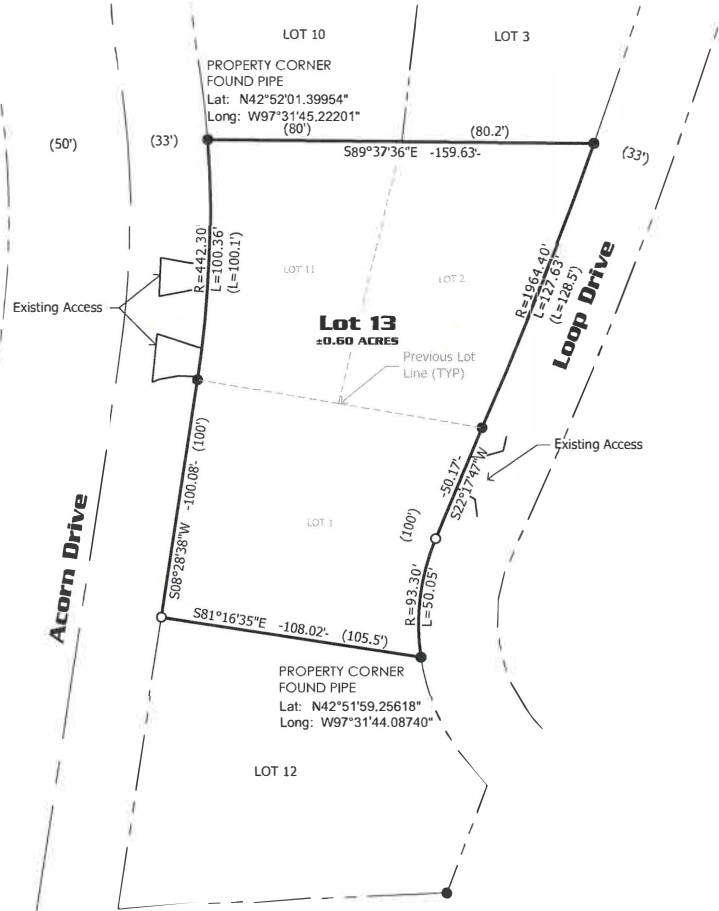 LOT 10
LOT 3
PROPERTY CORNER
FOUND PIPE
Lat: N42°52'01.39954"
Long: W97°31'45.22201"
(50')
(33')
(80')
(80.2')
(33')
S89°37'36"E -159.63'-
R=442.30'
L=100.36'
(L=100.1')
LOT 11
LOT 2
R=1964.40'
L=127.63'
(L=128.5')
Loop Drive
Existing Access
Lot 13
±0.60 ACRES
Previous Lot
Line (TYP)
Existing Access
-50.17'-
S22°17'47"W
S08°28'38"W -100.08'- (100')
LOT 1
(100')
Acorn Drive
R=93.30'
L=50.05'
S81°16'35"E -108.02'- (105.5')
PROPERTY CORNER
FOUND PIPE
Lat: N42°51'59.25618"
Long: W97°31'44.08740"
LOT 12